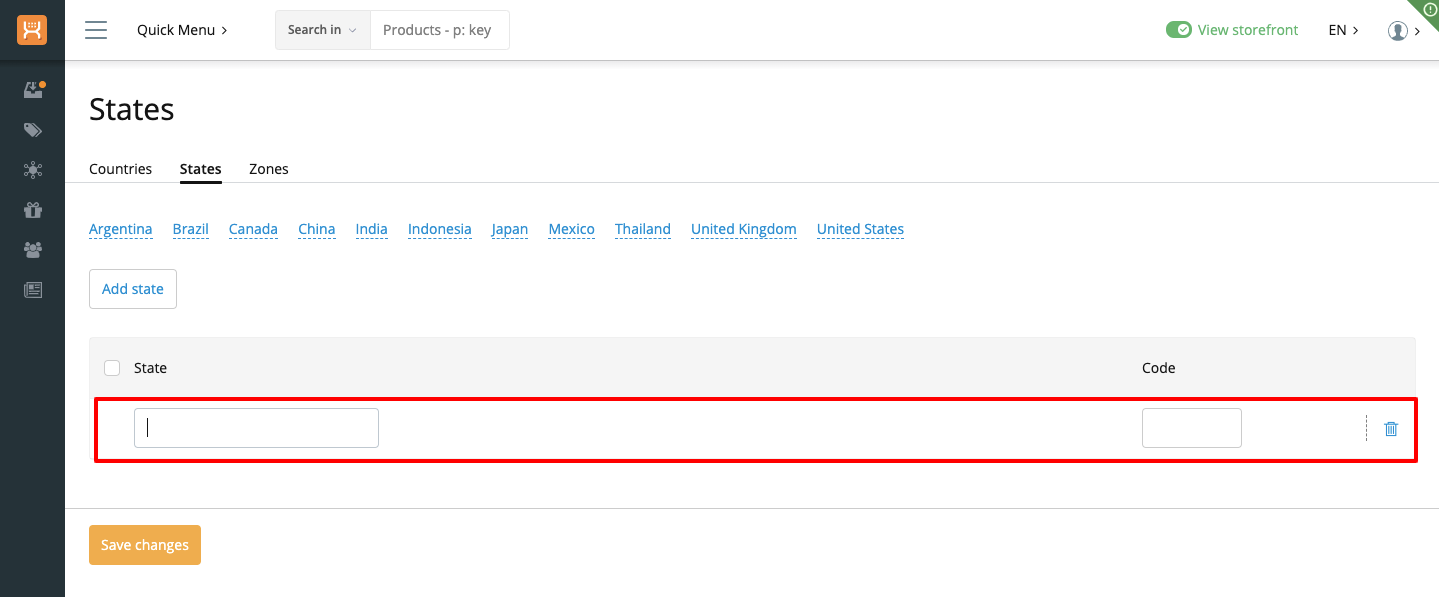 Quick Menu
Search in
Products - p: key
View storefront
EN
States
Countries States Zones
Argentina Brazil Canada China India Indonesia Japan Mexico Thailand United Kingdom United States
Add state
State Code
Save changes